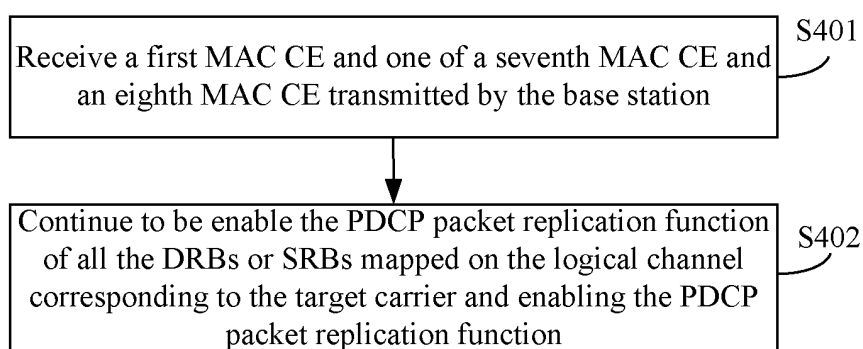 S401
Receive a first MAC CE and one of a seventh MAC CE and
an eighth MAC CE transmitted by the base station
S402
Continue to be enable the PDCP packet replication function
of all the DRBs or SRBs mapped on the logical channel
corresponding to the target carrier and enabling the PDCP
packet replication function